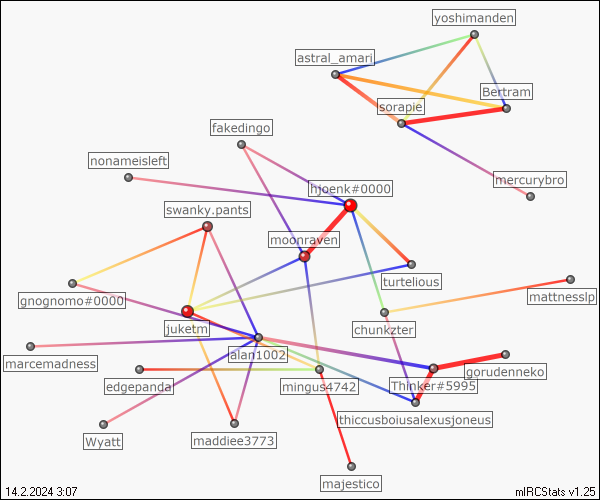 yoshimanden
astral_amari
Bertram
sorapie
fakedingo
nonameisleft
mercurybro
hjoenk#0000
swanky.pants
moonraven
turtelious
gnognomo#0000
mattnesslp
juketm
chunkzter
alan1002
marcemadness
gorudenneko
edgepanda
mingus4742
Thinker#5995
thiccusboiusalexusjoneus
Wyatt
maddiee3773
majestico
14.2.2024 3:07
mIRCStats v1.25